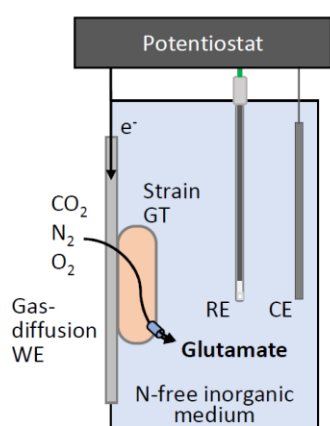 Potentiostat
e⁻
CO₂
N₂
O₂
Strain
GT
Gas-
diffusion
WE
RE
CE
Glutamate
N-free inorganic
medium